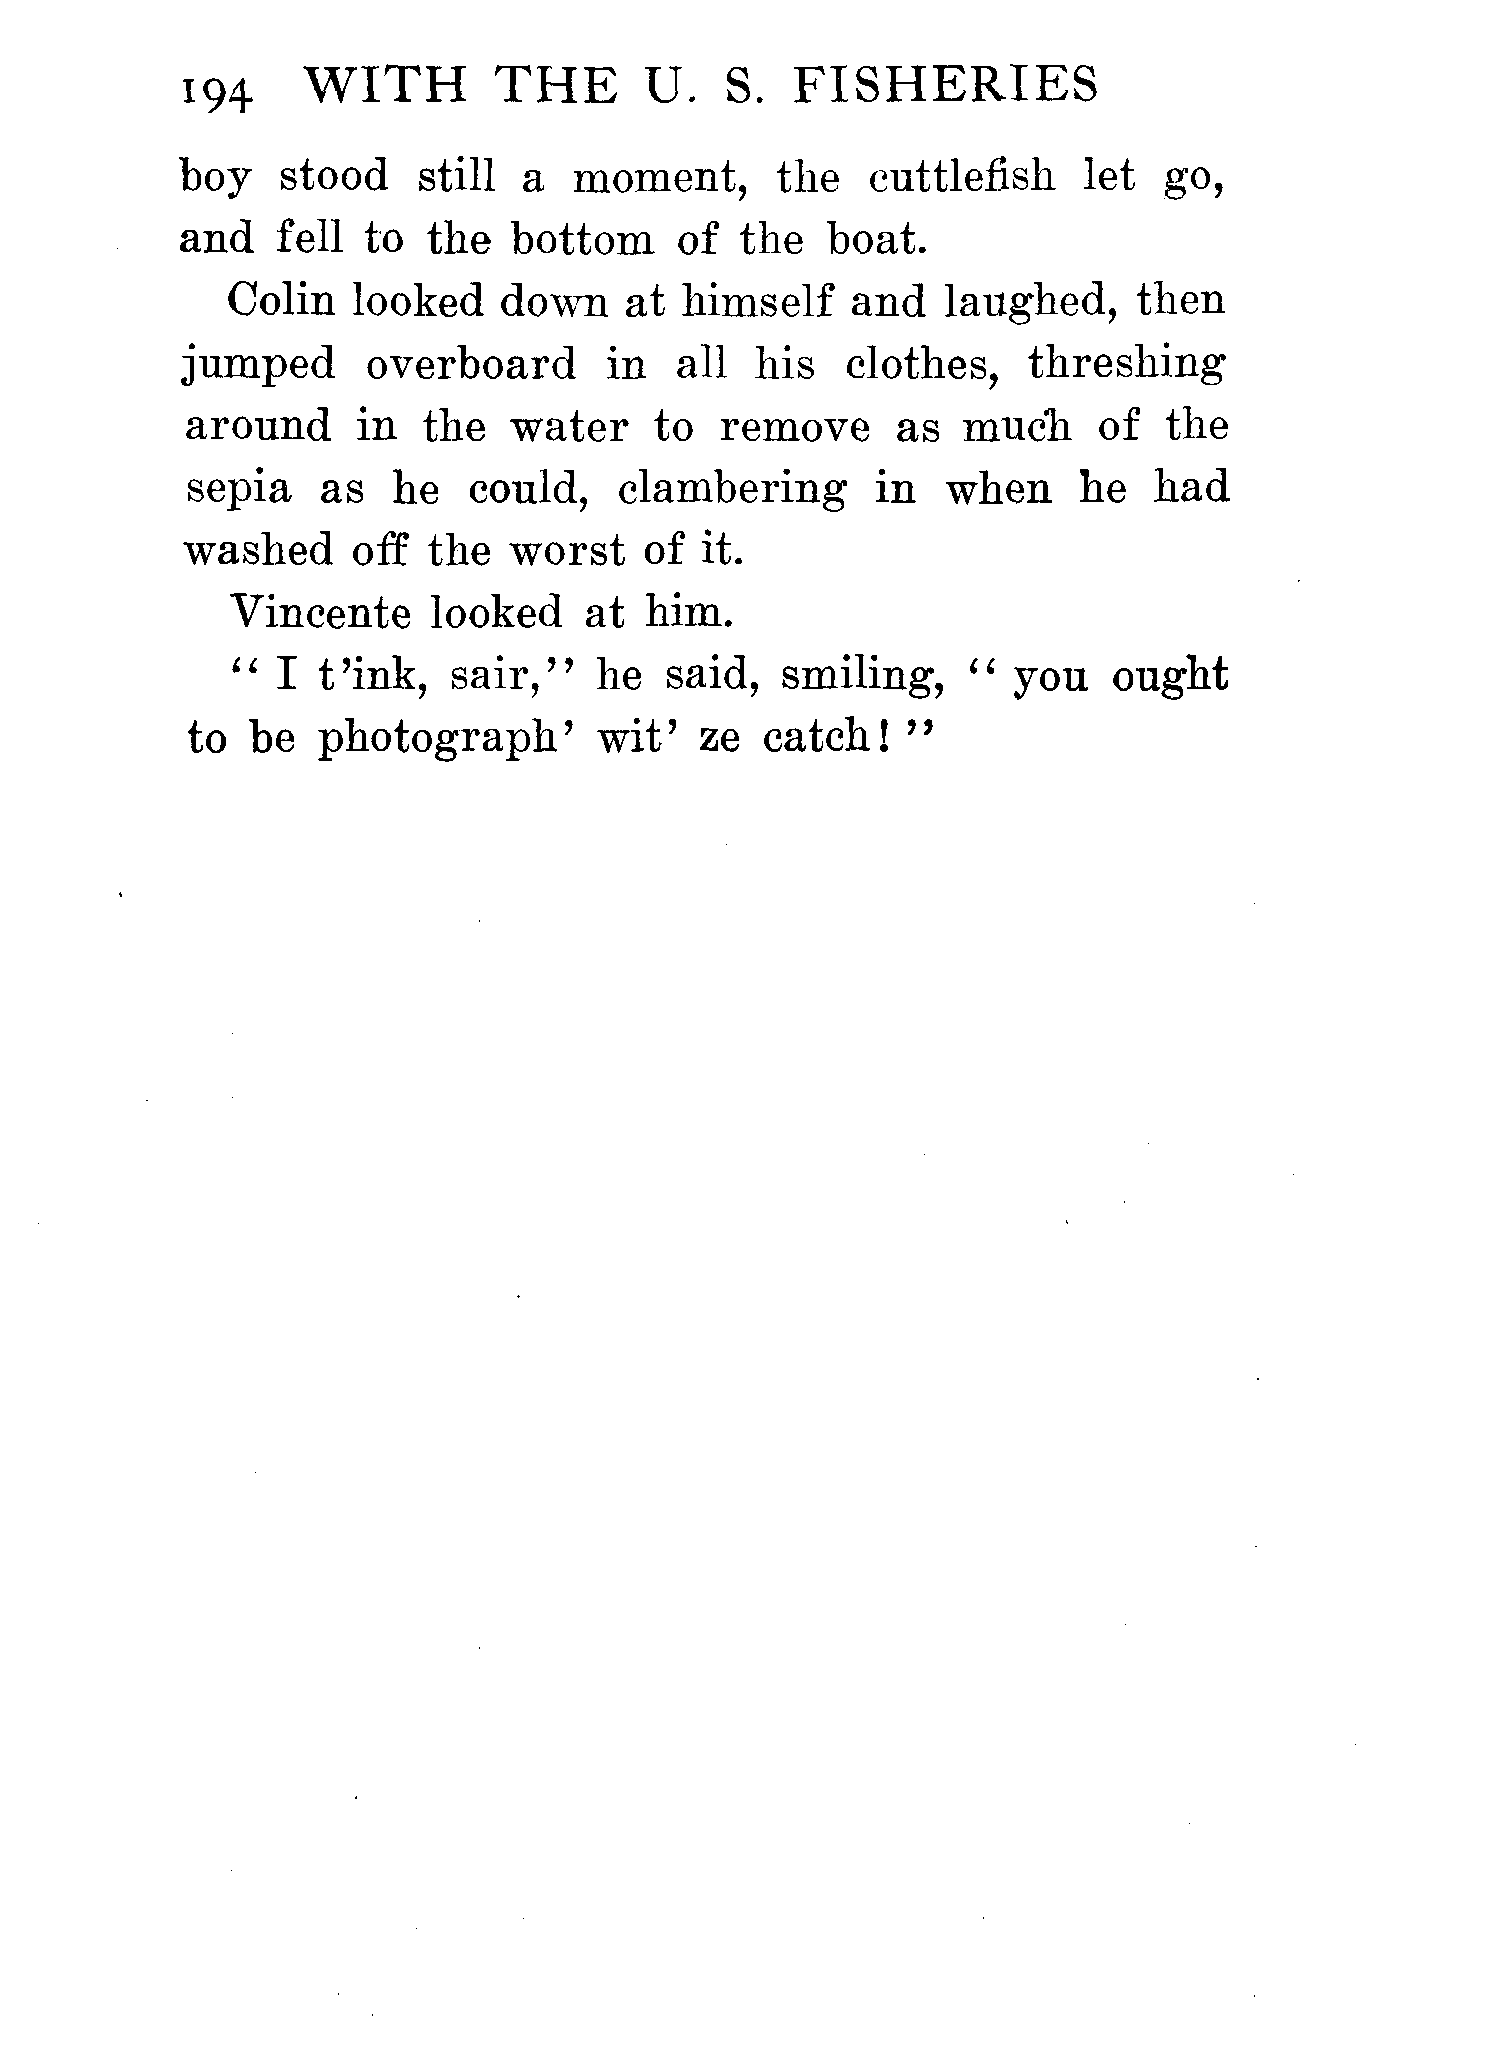 194 WITH THE U. S. FISHERIES
boy stood still a moment, the cuttlefish let go,
and fell to the bottom of the boat.
Colin looked down at himself and laughed, then
jumped overboard in all his clothes, threshing
around in the water to remove as much of the
sepia as he could, clambering in when he had
washed off the worst of it.
Vincente looked at him.
“ I t’ink, sair,” he said, smiling, “ you ought
to be photograph’ wit’ ze catch! ”